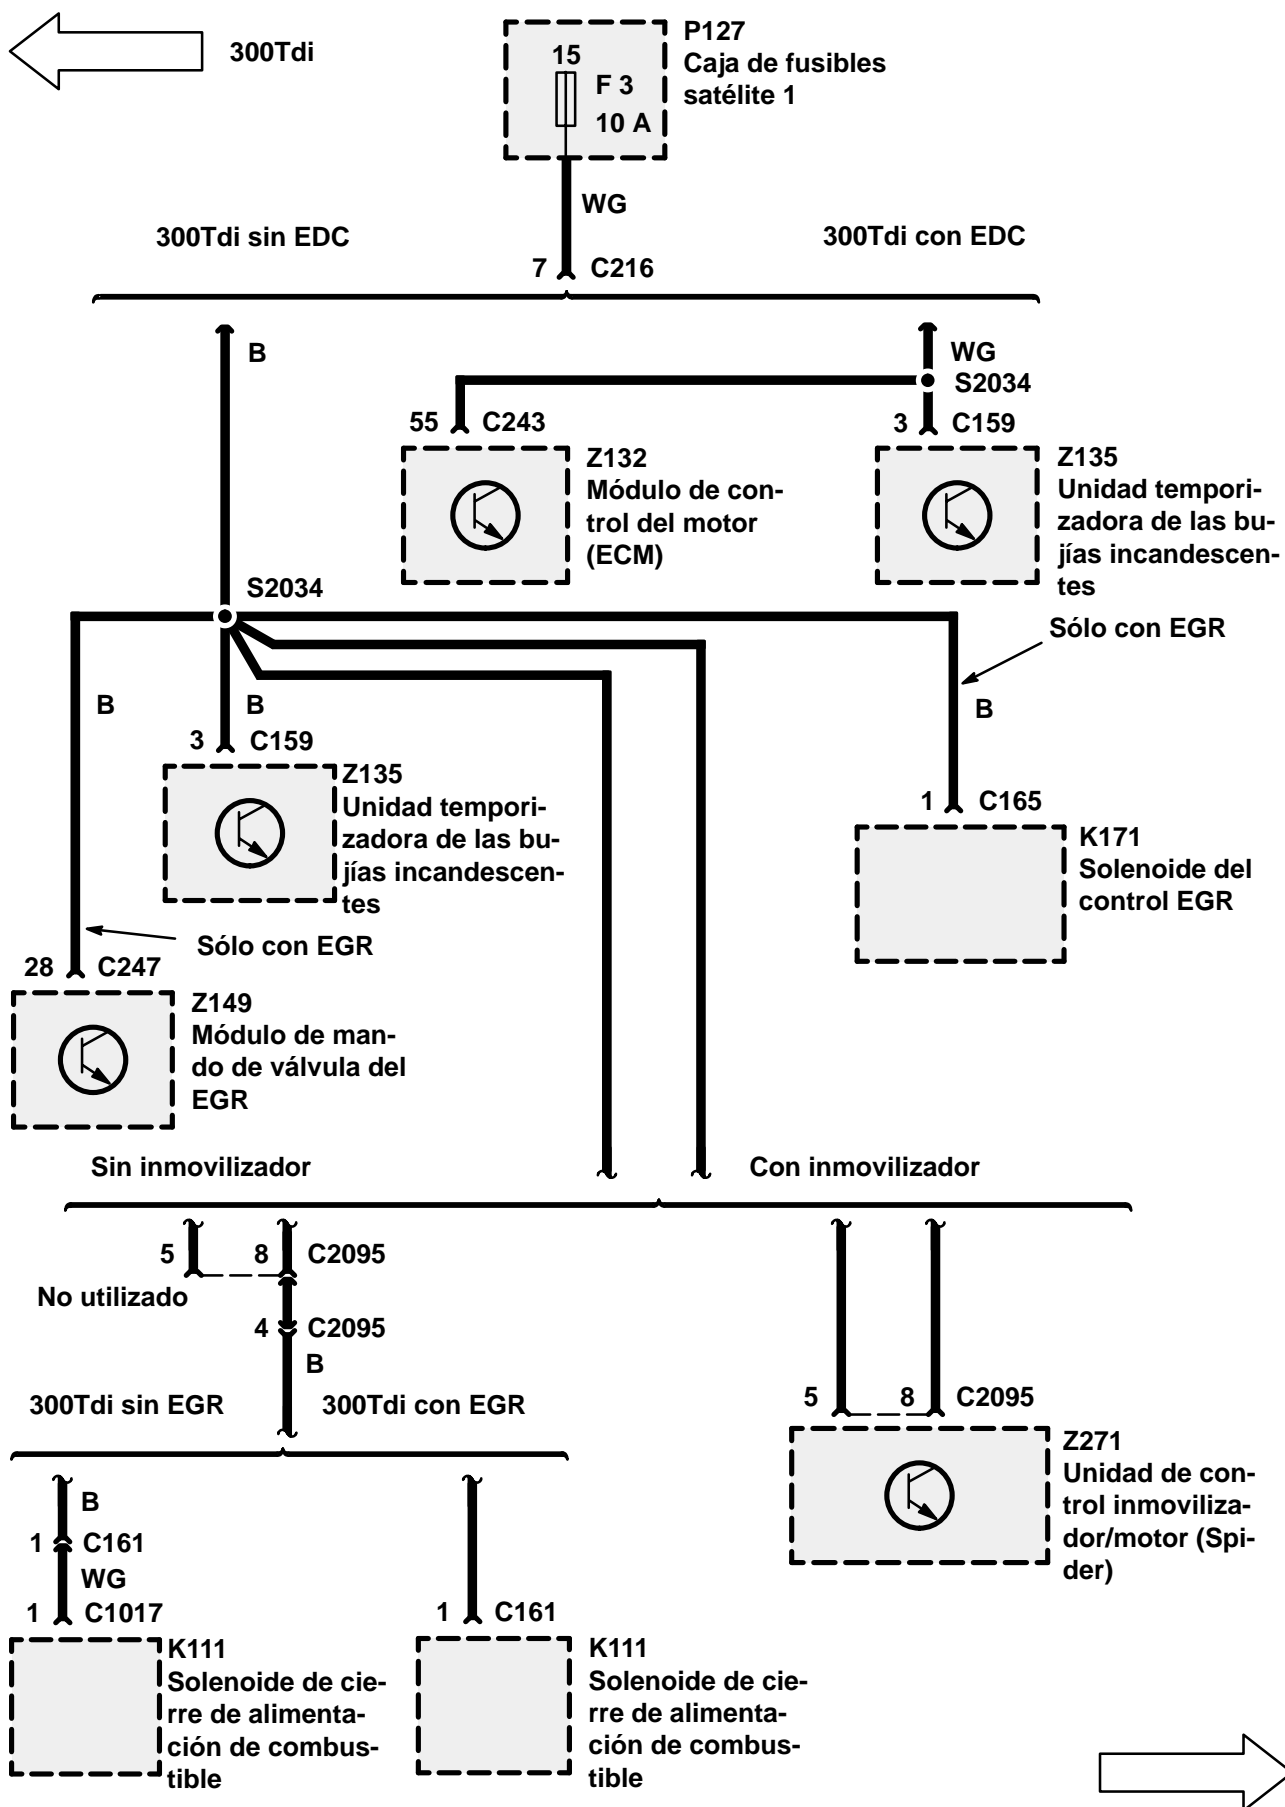 300Tdi
15
F 3
10 A
P127
Caja de fusibles
satélite 1
WG
300Tdi sin EDC
300Tdi con EDC
7
C216
B
WG
S2034
55
C243
3
C159
Z132
Módulo de con-
trol del motor
(ECM)
Z135
Unidad tempori-
zadora de las bu-
jías incandescen-
tes
S2034
Sólo con EGR
B
B
B
3
C159
Z135
Unidad tempori-
zadora de las bu-
jías incandescen-
tes
1
C165
K171
Solenoide del
control EGR
Sólo con EGR
28
C247
Z149
Módulo de man-
do de válvula del
EGR
Sin inmovilizador
Con inmovilizador
5
8
C2095
No utilizado
4
C2095
B
300Tdi sin EGR
300Tdi con EGR
5
8
C2095
Z271
Unidad de con-
trol inmoviliza-
dor/motor (Spi-
der)
B
1
C161
WG
1
C1017
K111
Solenoide de cie-
rre de alimenta-
ción de combus-
tible
1
C161
K111
Solenoide de cie-
rre de alimenta-
ción de combus-
tible